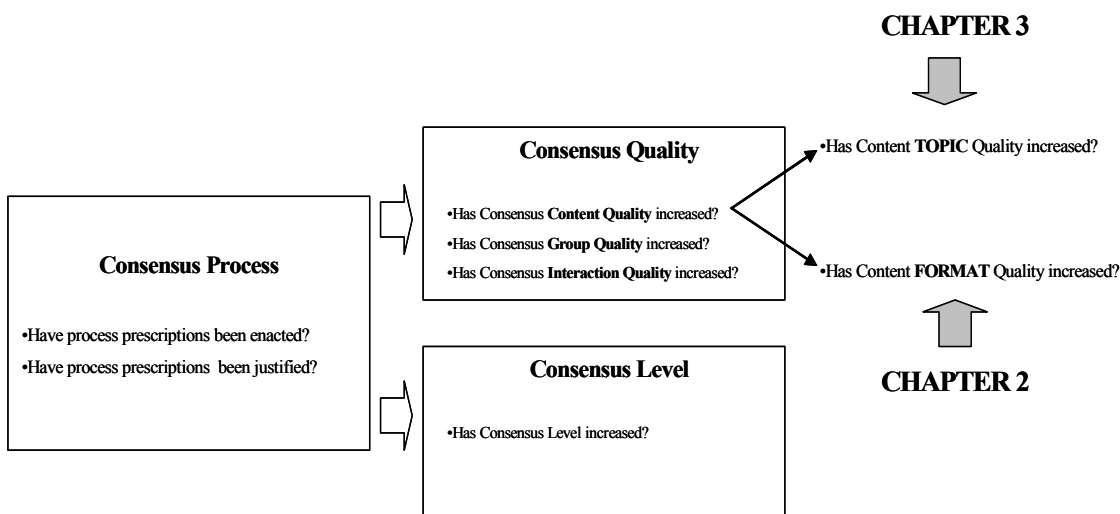 CHAPTER 3
Consensus Quality
•Has Content TOPIC Quality increased?
•Has Consensus Content Quality increased?
•Has Consensus Group Quality increased?
•Has Consensus Interaction Quality increased?
•Has Content FORMAT Quality increased?
Consensus Process
•Have process prescriptions been enacted?
•Have process prescriptions been justified?
Consensus Level
•Has Consensus Level increased?
CHAPTER 2